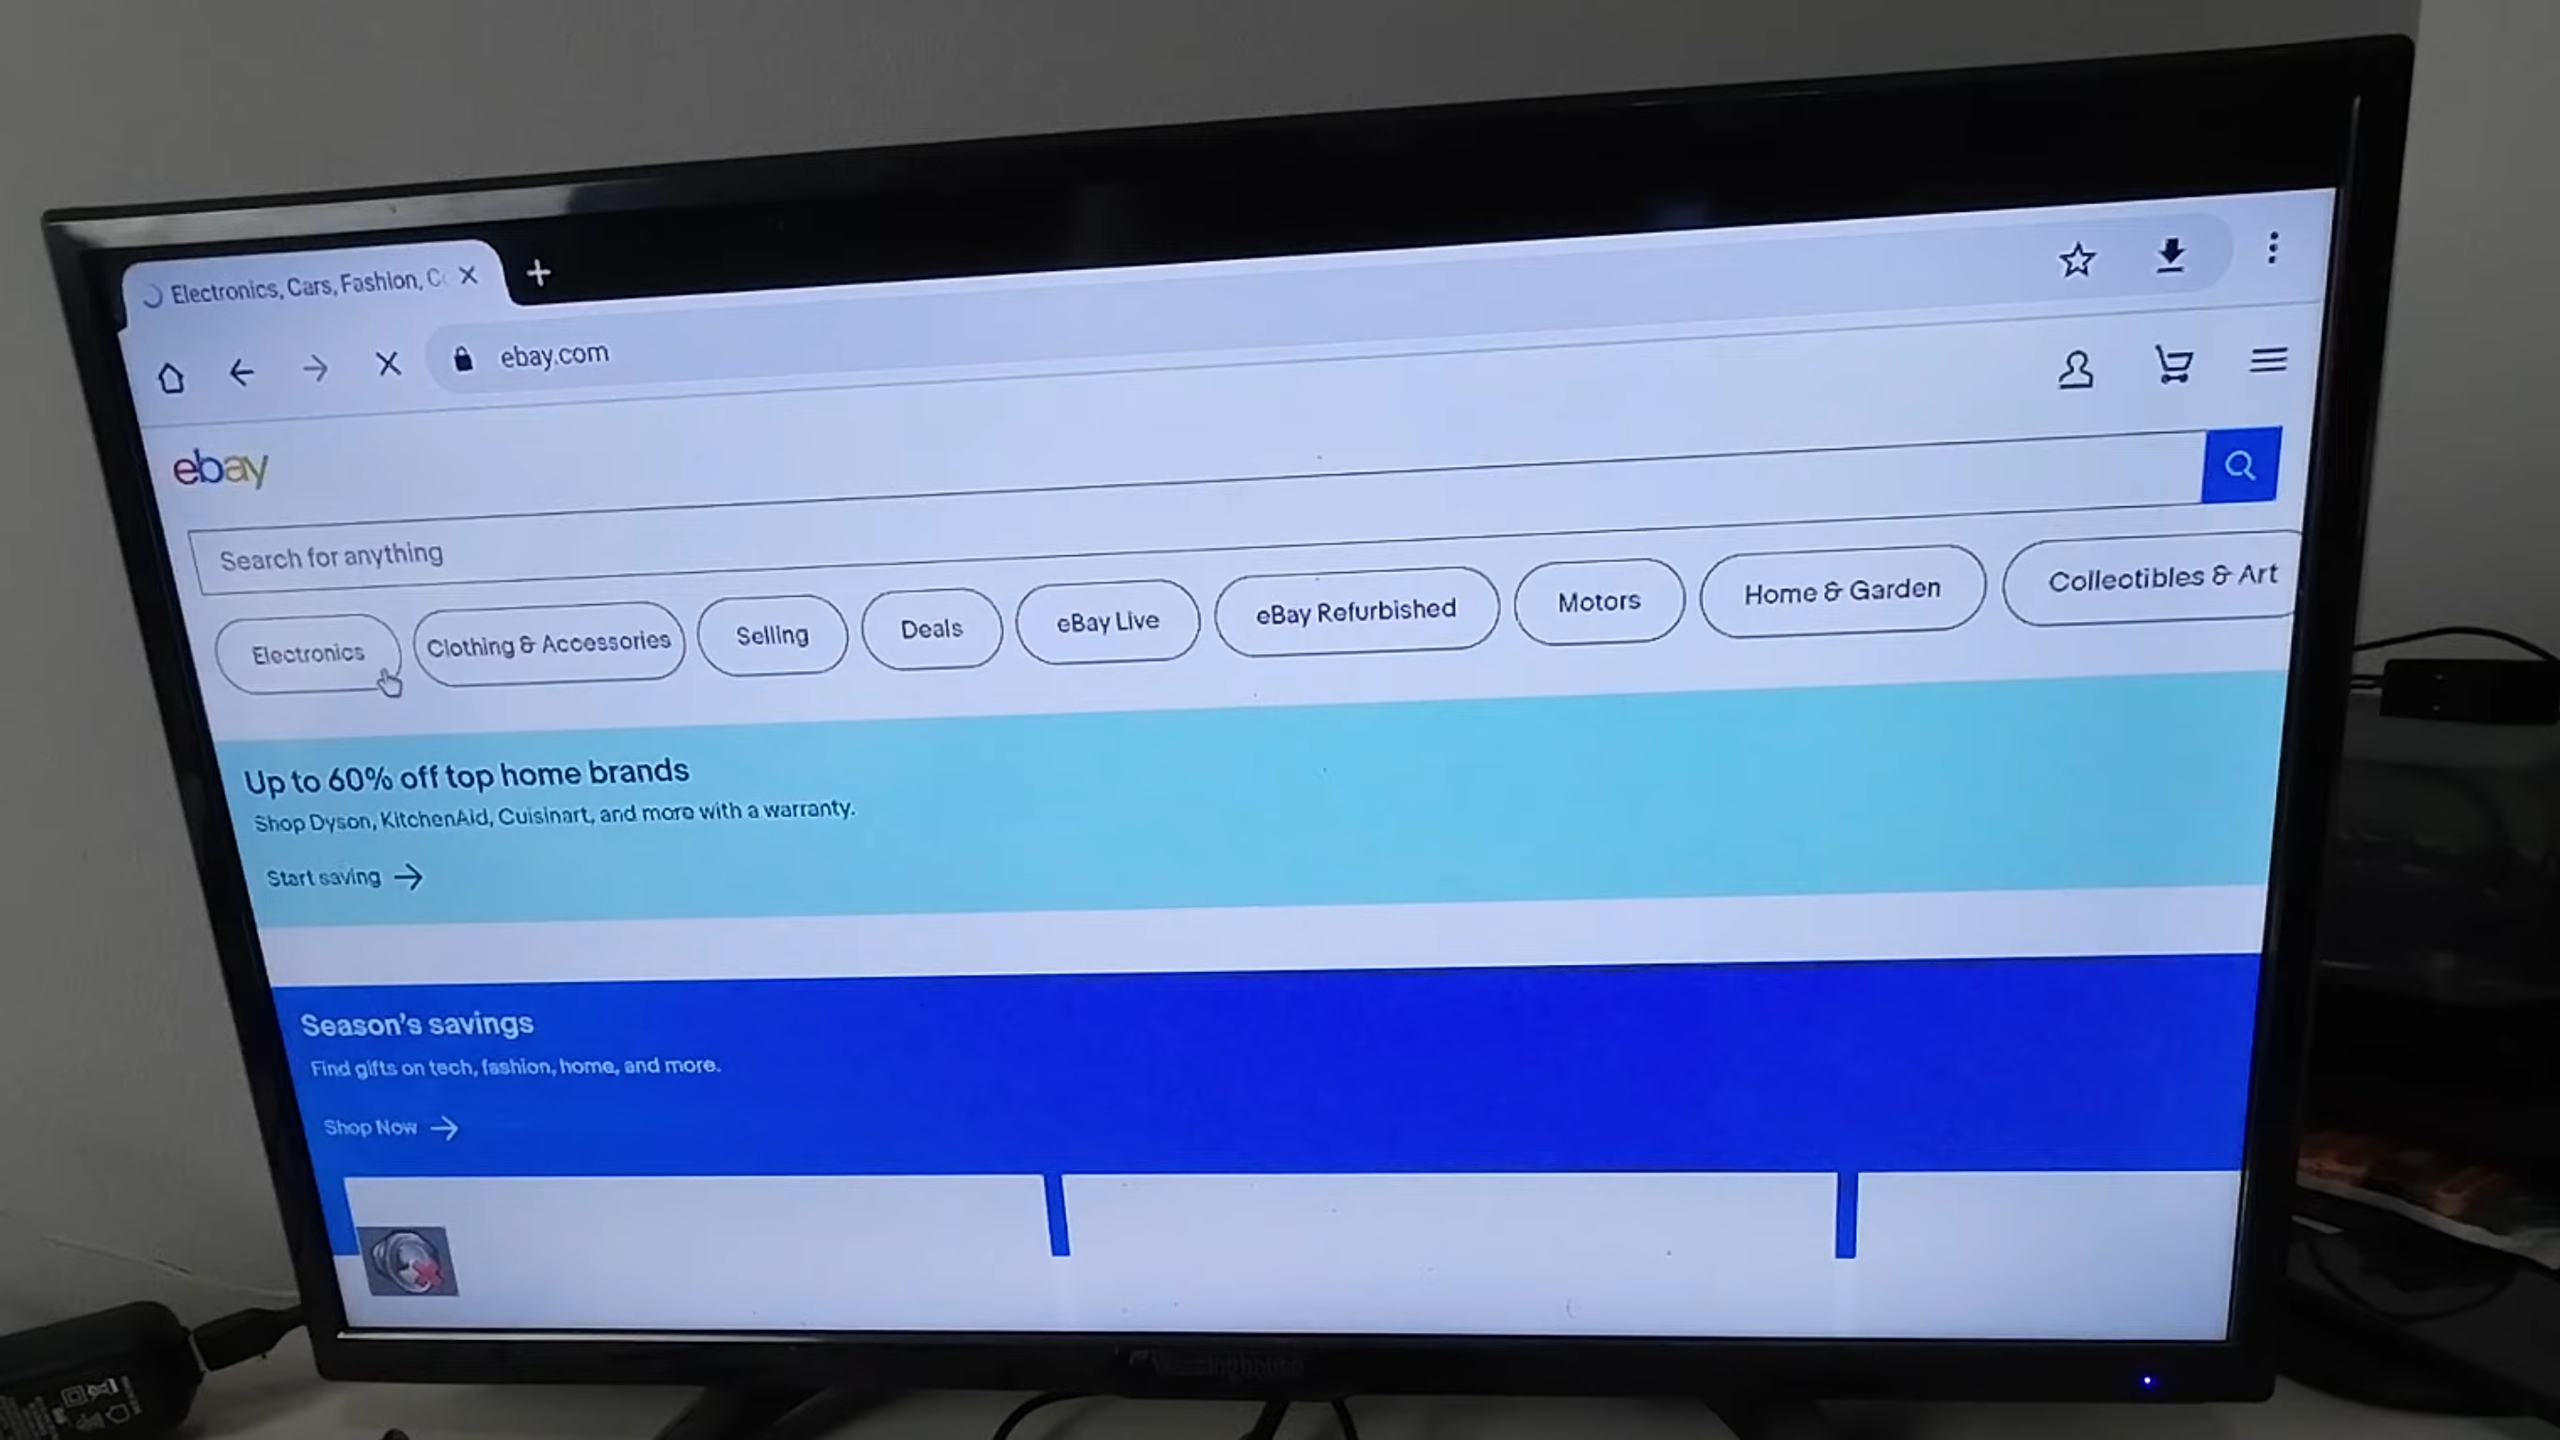 Electronics, Cars, Fashion, C
ebay.com
ebay
Search for anything
Electronics
Clothing & Accessories
Selling
Deals
eBay Live
eBay Refurbished
Motors
Home & Garden
Collectibles & Art
Up to 60% off top home brands
Shop Dyson, KitchenAid, Cuisinart, and more with a warranty.
Start saving
Season's savings
Find gifts on tech, fashion, home, and more.
Shop Now
Westinghouse